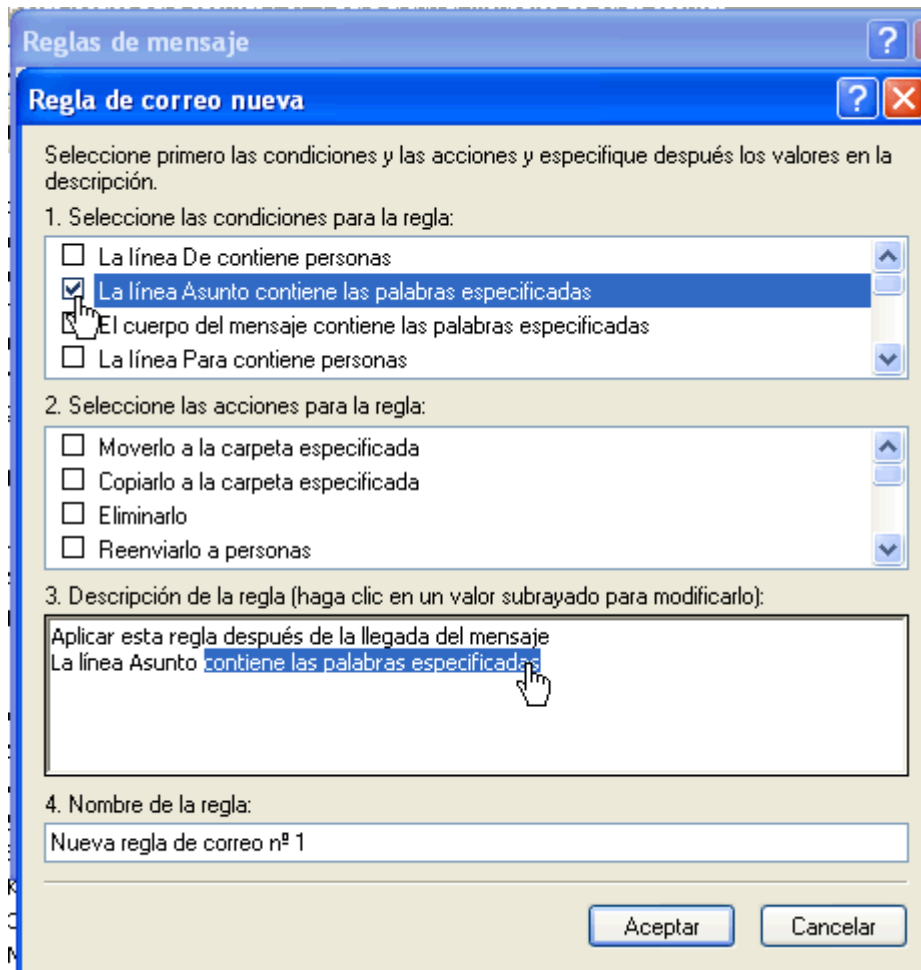 Reglas de mensaje
Regla de correo nueva
Seleccione primero las condiciones y las acciones y especifique después los valores en la
descripción.
1. Seleccione las condiciones para la regla:
La línea De contiene personas
La línea Asunto contiene las palabras especificadas
El cuerpo del mensaje contiene las palabras especificadas
La línea Para contiene personas
2. Seleccione las acciones para la regla:
Moverlo a la carpeta especificada
Copiarlo a la carpeta especificada
Eliminarlo
Reenviarlo a personas
3. Descripción de la regla (haga clic en un valor subrayado para modificarlo):
Aplicar esta regla después de la llegada del mensaje
La línea Asunto contiene las palabras especificadas
4. Nombre de la regla:
Nueva regla de correo nº 1
Aceptar Cancelar